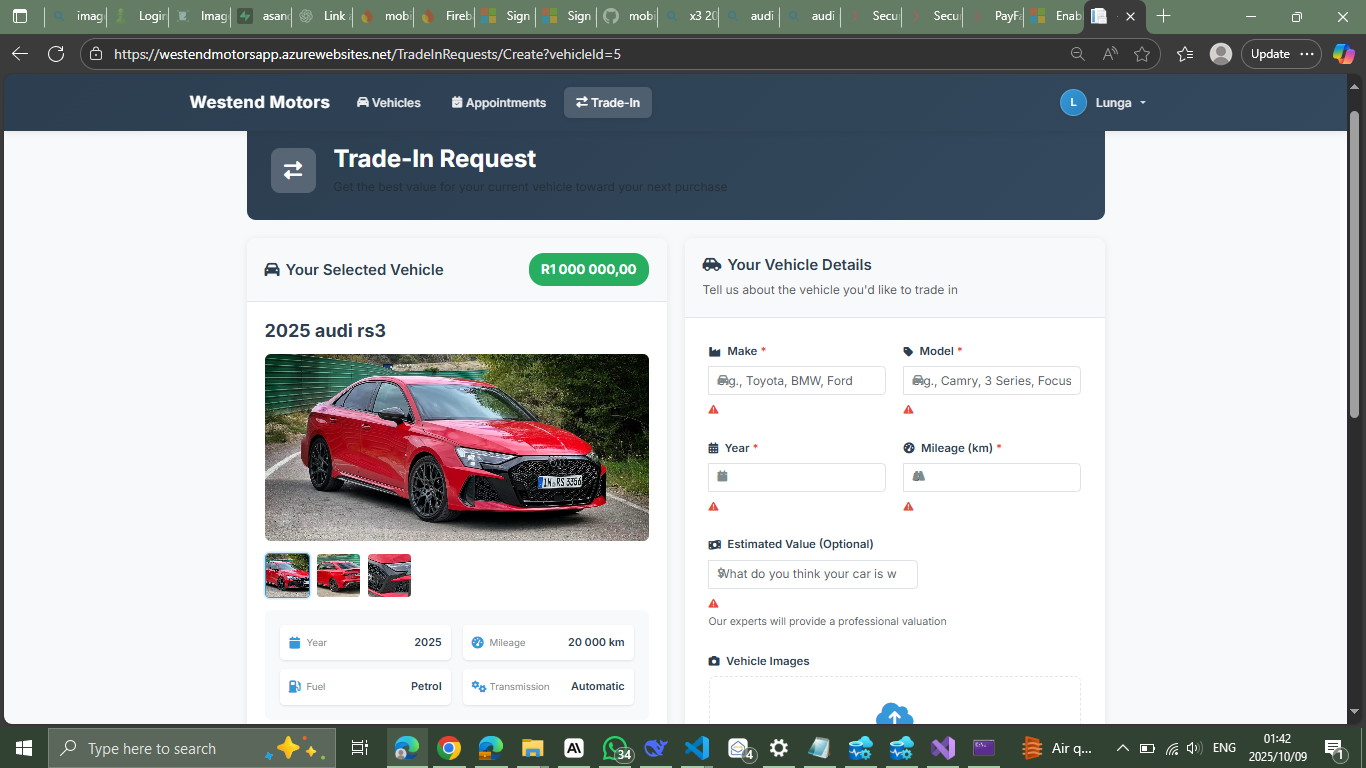 imag
Login
Imag
asan
Link a
mobi
Fireb
Sign
Sign
mobi
x3 20
audi
audi
Secu
Secu
PayFa
Enab
https://westendmotorsapp.azurewebsites.net/TradeInRequests/Create?vehicleId=5
Update
Westend Motors
Vehicles
Appointments
Trade-In
L
Lunga
Trade-In Request
Get the best value for your current vehicle toward your next purchase
Your Selected Vehicle
R1 000 000,00
2025 audi rs3
IN RS 3356
Year
2025
Mileage
20 000 km
Fuel
Petrol
Transmission
Automatic
Your Vehicle Details
Tell us about the vehicle you'd like to trade in
Make *
Model *
g., Toyota, BMW, Ford
g., Camry, 3 Series, Focus
Year *
Mileage (km) *
Estimated Value (Optional)
What do you think your car is w
Our experts will provide a professional valuation
Vehicle Images
Type here to search
34
4
Air q...
ENG
01:42
2025/10/09
1